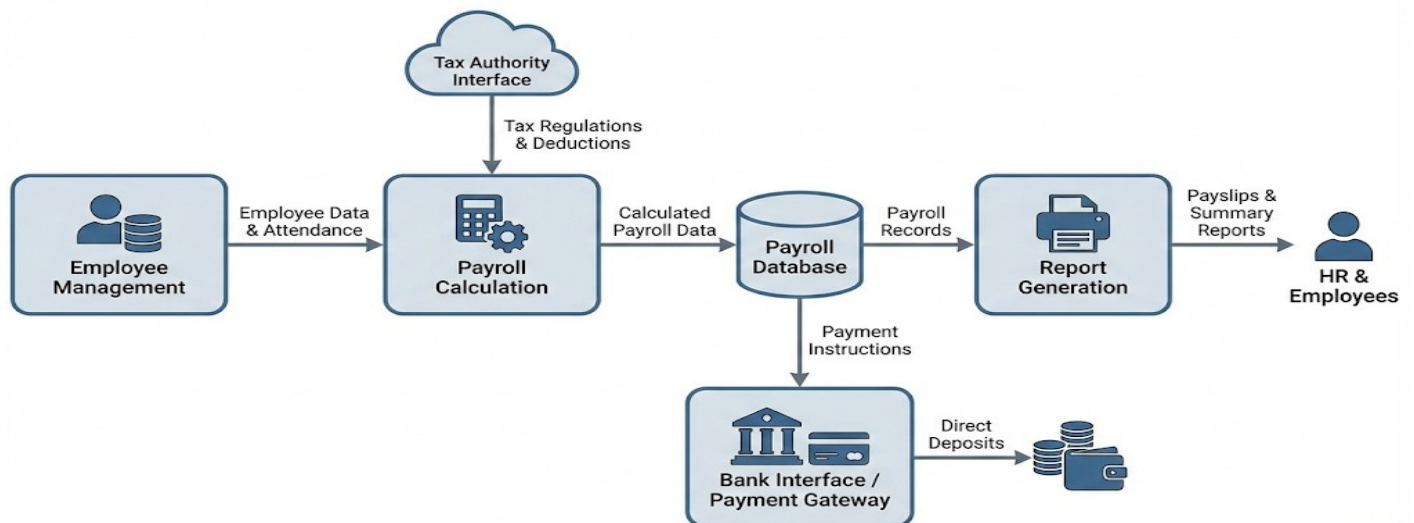 Tax Authority
Interface
Tax Regulations
& Deductions
Employee
Management
Employee Data
& Attendance
Payroll
Calculation
Calculated
Payroll Data
Payroll
Database
Payroll
Records
Report
Generation
Payslips &
Summary
Reports
HR &
Employees
Payment
Instructions
Bank Interface /
Payment Gateway
Direct
Deposits